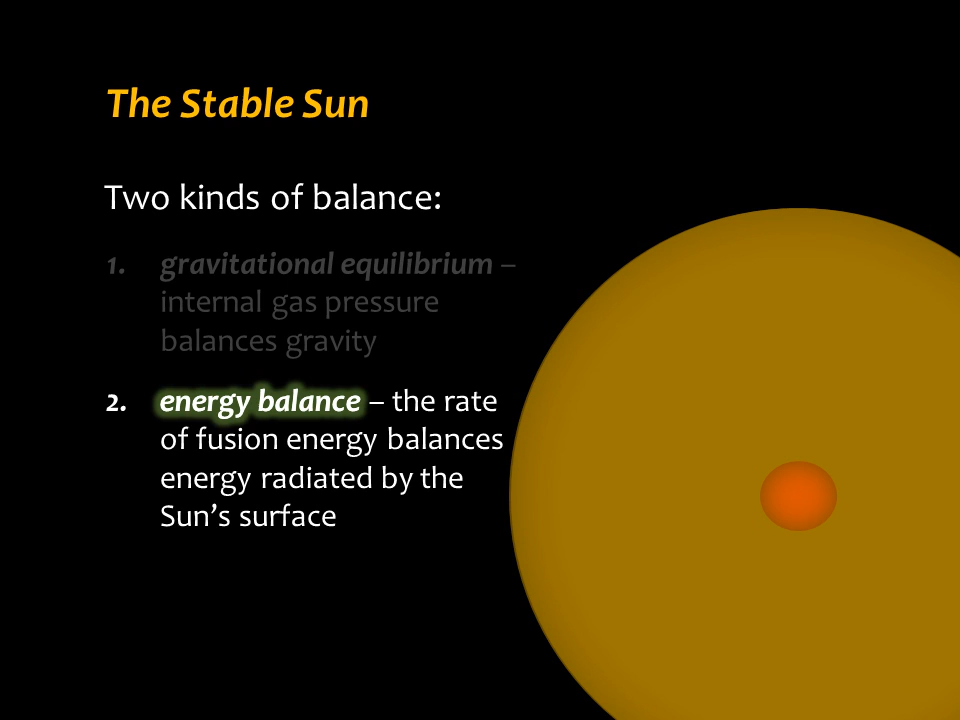 The Stable Sun
Two kinds of balance:
1. gravitational equilibrium –
internal gas pressure
balances gravity
2. energy balance – the rate
of fusion energy balances
energy radiated by the
Sun’s surface